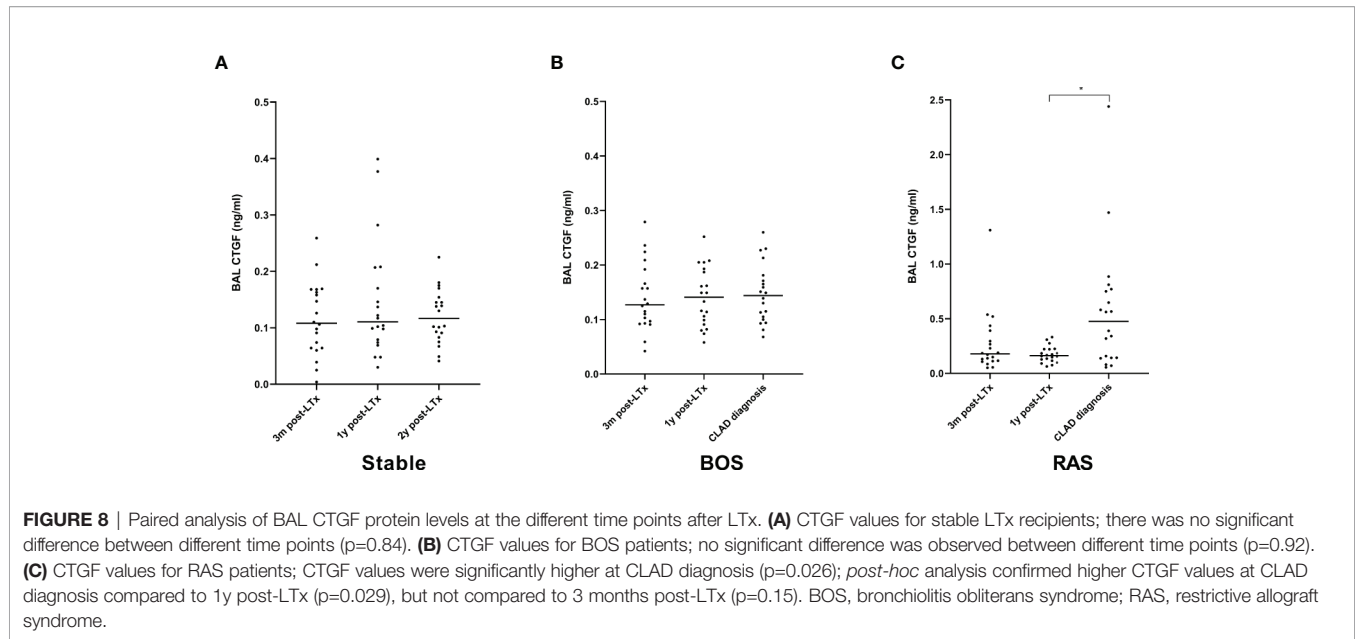 A
B
C
0.5
0.4
0.3
0.2
0.1
0.0
BAL CTGF (ng/ml)
3m post-LTx
1y post-LTx
2y post-LTx
Stable
0.5
0.4
0.3
0.2
0.1
0.0
BAL CTGF (ng/ml)
3m post-LTx
1y post-LTx
CLAD diagnosis
BOS
2.5
2.0
1.5
1.0
0.5
0.0
BAL CTGF (ng/ml)
*
3m post-LTx
1y post-LTx
CLAD diagnosis
RAS
FIGURE 8 | Paired analysis of BAL CTGF protein levels at the different time points after LTx. (A) CTGF values for stable LTx recipients; there was no significant
difference between different time points (p=0.84). (B) CTGF values for BOS patients; no significant difference was observed between different time points (p=0.92).
(C) CTGF values for RAS patients; CTGF values were significantly higher at CLAD diagnosis (p=0.026); post-hoc analysis confirmed higher CTGF values at CLAD
diagnosis compared to 1y post-LTx (p=0.029), but not compared to 3 months post-LTx (p=0.15). BOS, bronchiolitis obliterans syndrome; RAS, restrictive allograft
syndrome.